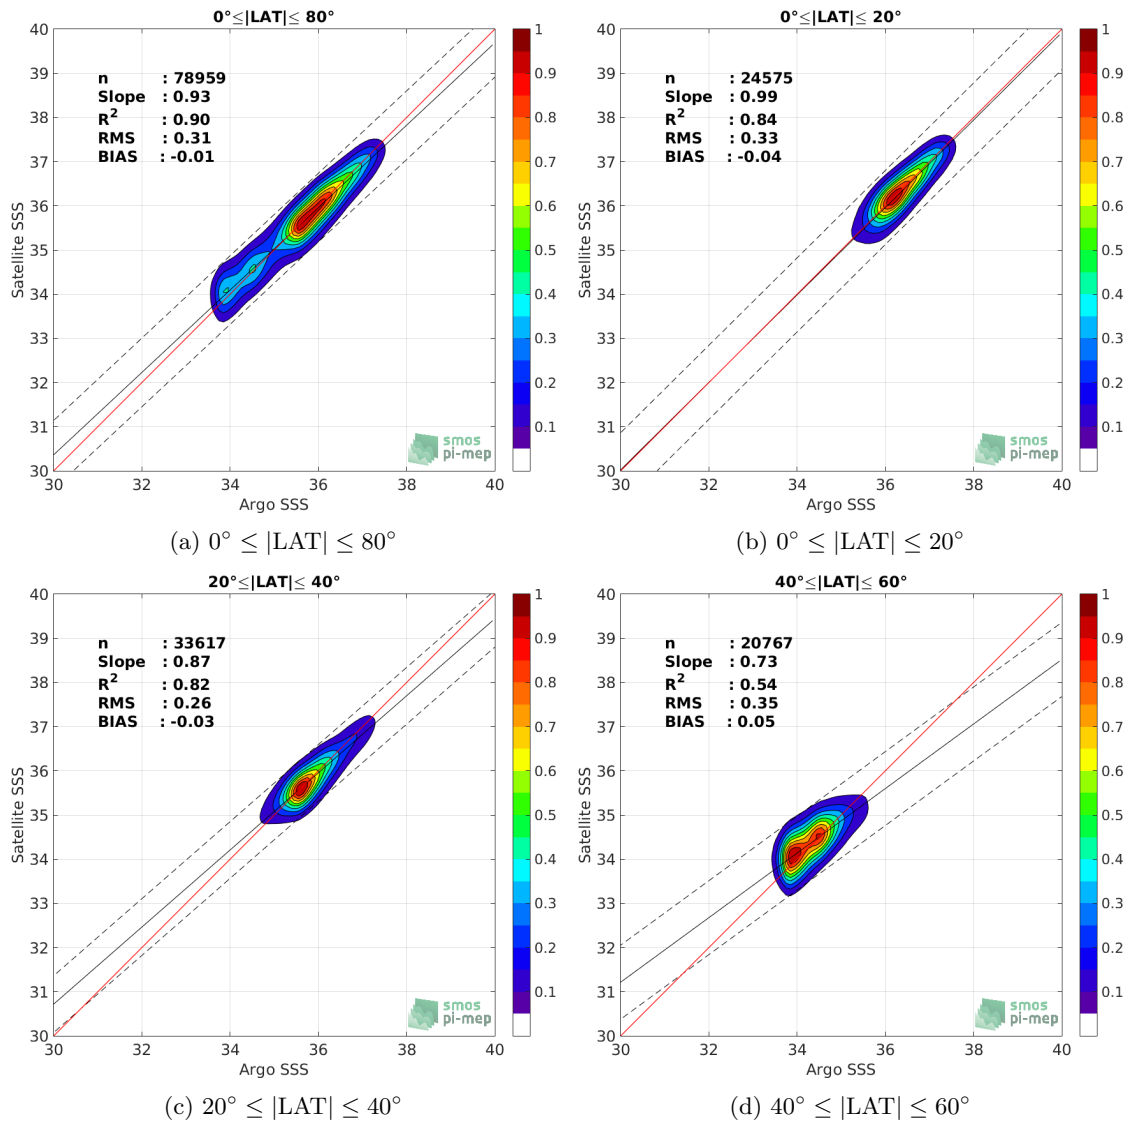 0°≤|LAT|≤ 80°
40
39
38
37
36
35
34
33
32
31
30
Satellite SSS
n : 78959
Slope : 0.93
R2 : 0.90
RMS : 0.31
BIAS : -0.01
smos
pi-mep
30 32 34 36 38 40
Argo SSS
1
0.9
0.8
0.7
0.6
0.5
0.4
0.3
0.2
0.1
(a) 0° ≤ |LAT| ≤ 80°
0°≤|LAT|≤ 20°
40
39
38
37
36
35
34
33
32
31
30
Satellite SSS
n : 24575
Slope : 0.99
R2 : 0.84
RMS : 0.33
BIAS : -0.04
smos
pi-mep
30 32 34 36 38 40
Argo SSS
1
0.9
0.8
0.7
0.6
0.5
0.4
0.3
0.2
0.1
(b) 0° ≤ |LAT| ≤ 20°
20°≤|LAT|≤ 40°
40
39
38
37
36
35
34
33
32
31
30
Satellite SSS
n : 33617
Slope : 0.87
R2 : 0.82
RMS : 0.26
BIAS : -0.03
smos
pi-mep
30 32 34 36 38 40
Argo SSS
1
0.9
0.8
0.7
0.6
0.5
0.4
0.3
0.2
0.1
(c) 20° ≤ |LAT| ≤ 40°
40°≤|LAT|≤ 60°
40
39
38
37
36
35
34
33
32
31
30
Satellite SSS
n : 20767
Slope : 0.73
R2 : 0.54
RMS : 0.35
BIAS : 0.05
smos
pi-mep
30 32 34 36 38 40
Argo SSS
1
0.9
0.8
0.7
0.6
0.5
0.4
0.3
0.2
0.1
(d) 40° ≤ |LAT| ≤ 60°